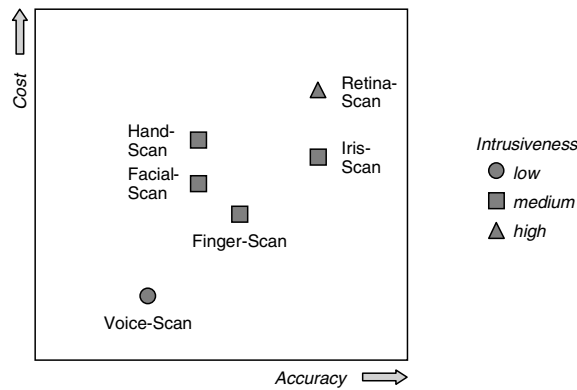 Cost
Retina-
Scan
Hand-
Scan
Iris-
Scan
Facial-
Scan
Finger-Scan
Voice-Scan
Accuracy
Intrusiveness
low
medium
high